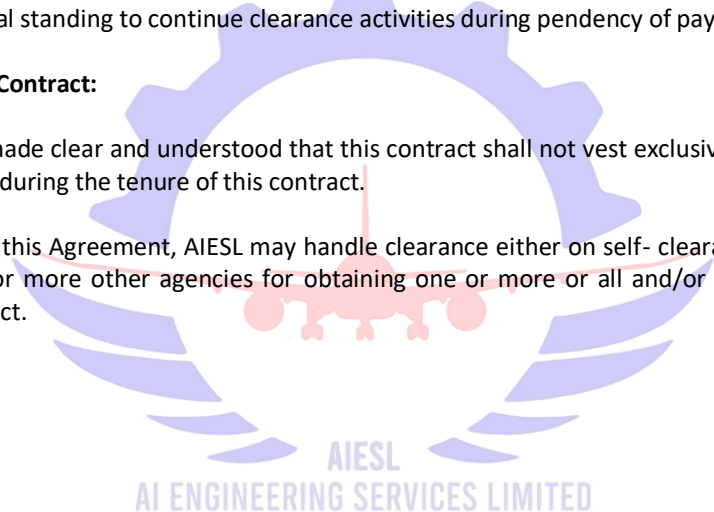 al standing to continue clearance activities during pendency of pay
Contract:
ade clear and understood that this contract shall not vest exclusiv
during the tenure of this contract.
this Agreement, AIESL may handle clearance either on self- cleara
or more other agencies for obtaining one or more or all and/or
ct.
AIESL
AI ENGINEERING SERVICES LIMITED